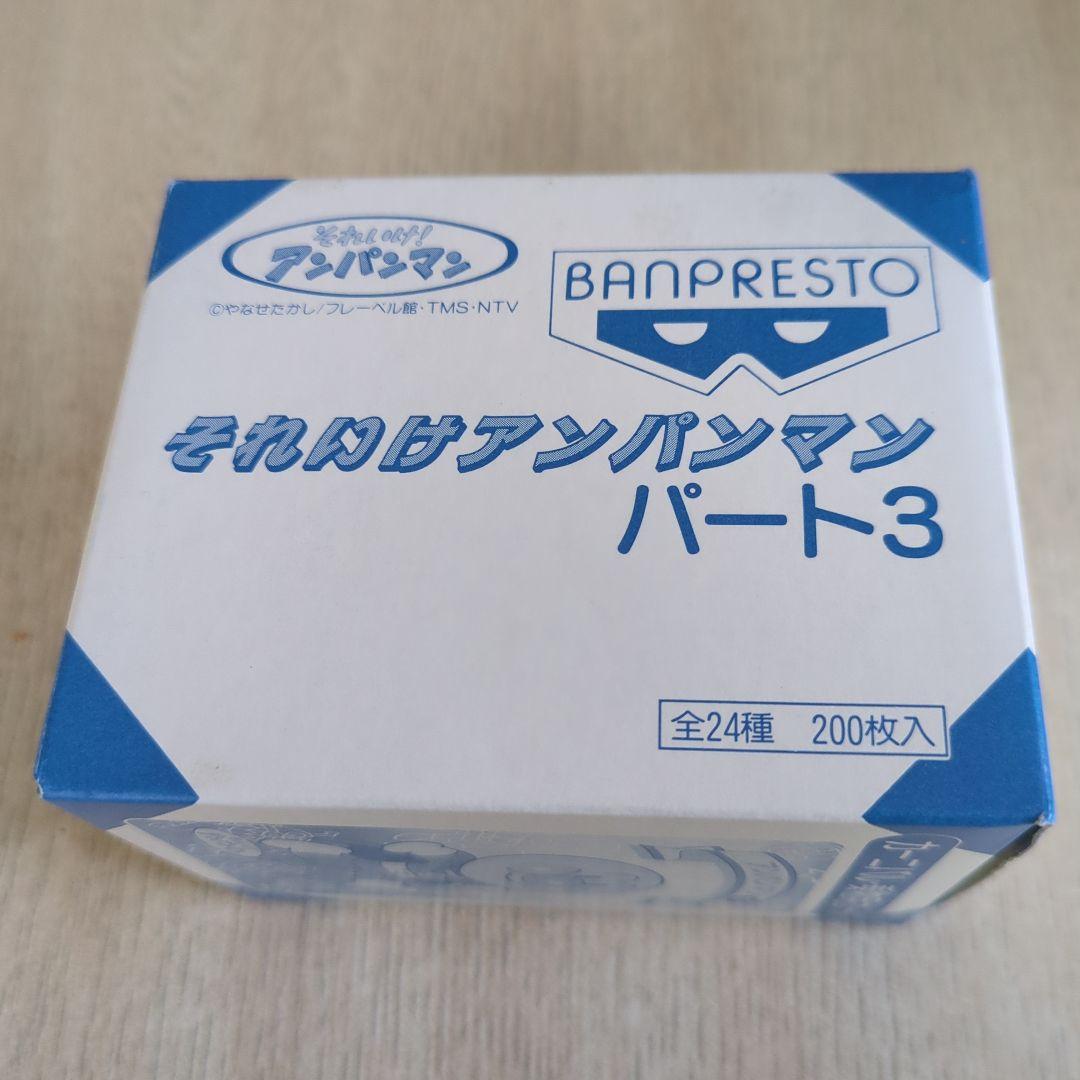 それいけ!
アンパンマン
©やなせたかし/フレーベル館・TMS・NTV
BANPRESTO
それいけアンパンマン
パート3
全24種 200枚入